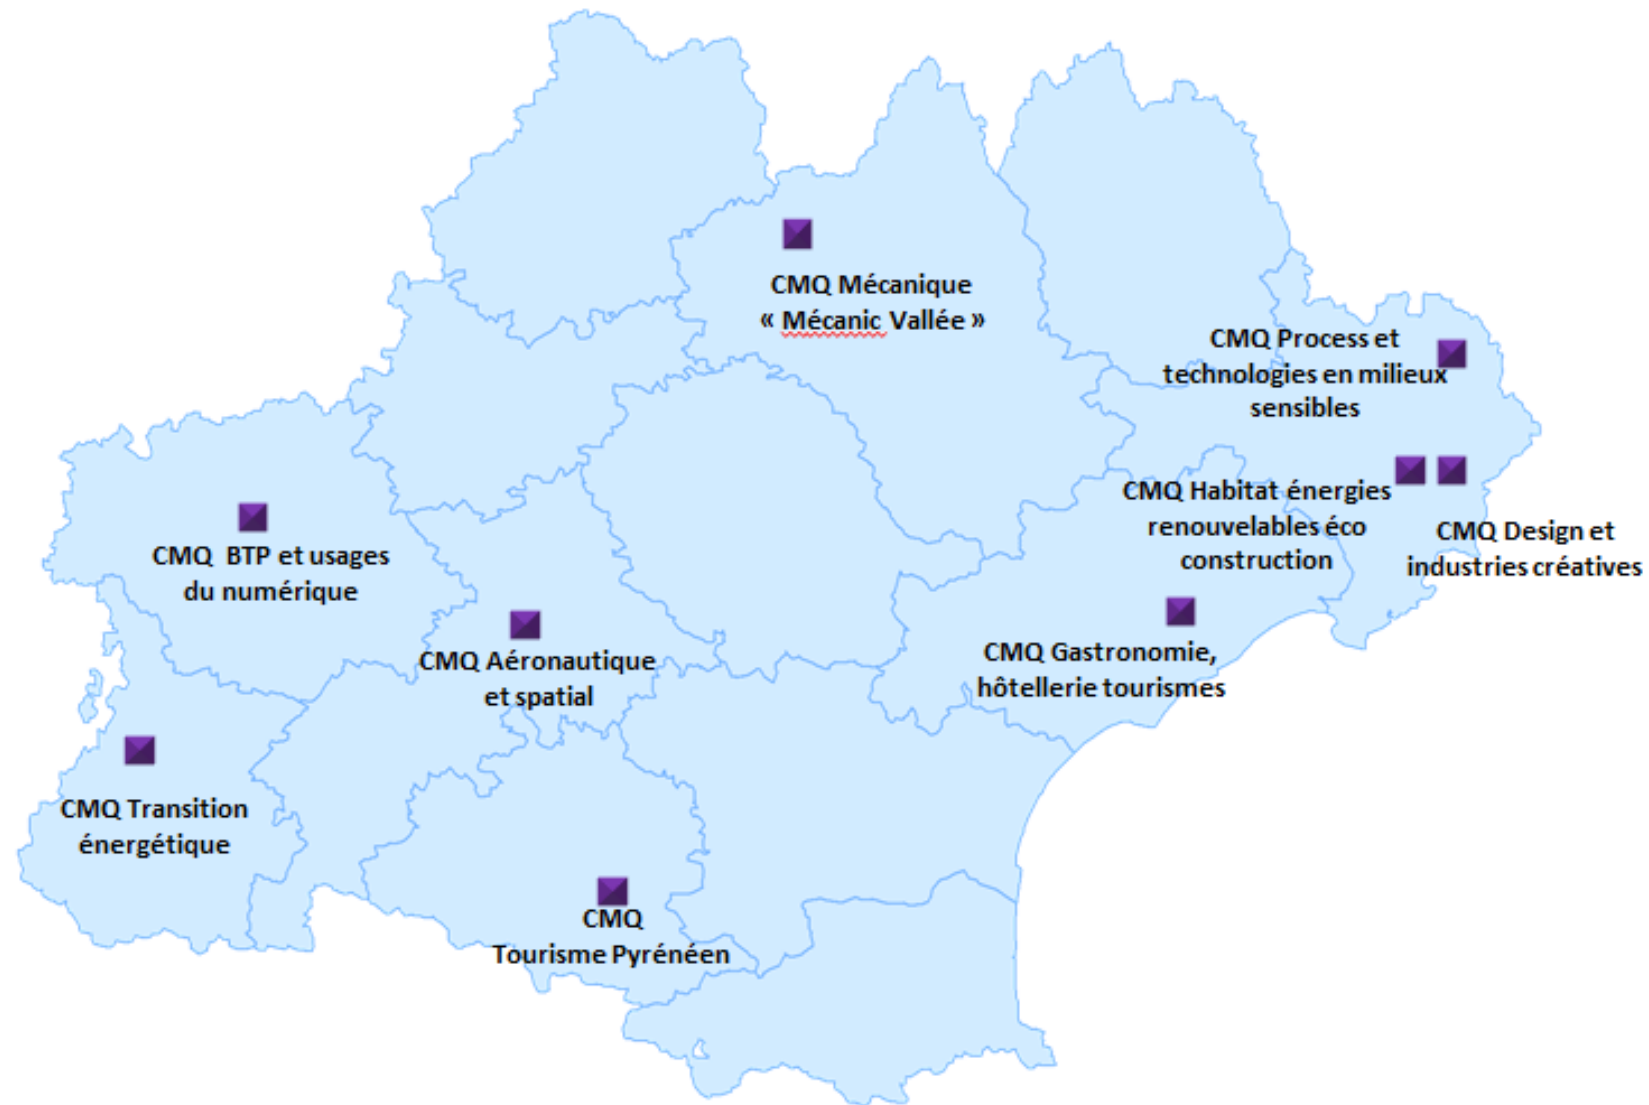 CMQ Mécanique
« Mécanic Vallée »
CMQ Process et
technologies en milieux
sensibles
CMQ Habitat énergies
renouvelables éco
construction
CMQ Design et
industries créatives
CMQ BTP et usages
du numérique
CMQ Aéronautique
et spatial
CMQ Gastronomie,
hôtellerie tourismes
CMQ Transition
énergétique
CMQ
Tourisme Pyrénéen